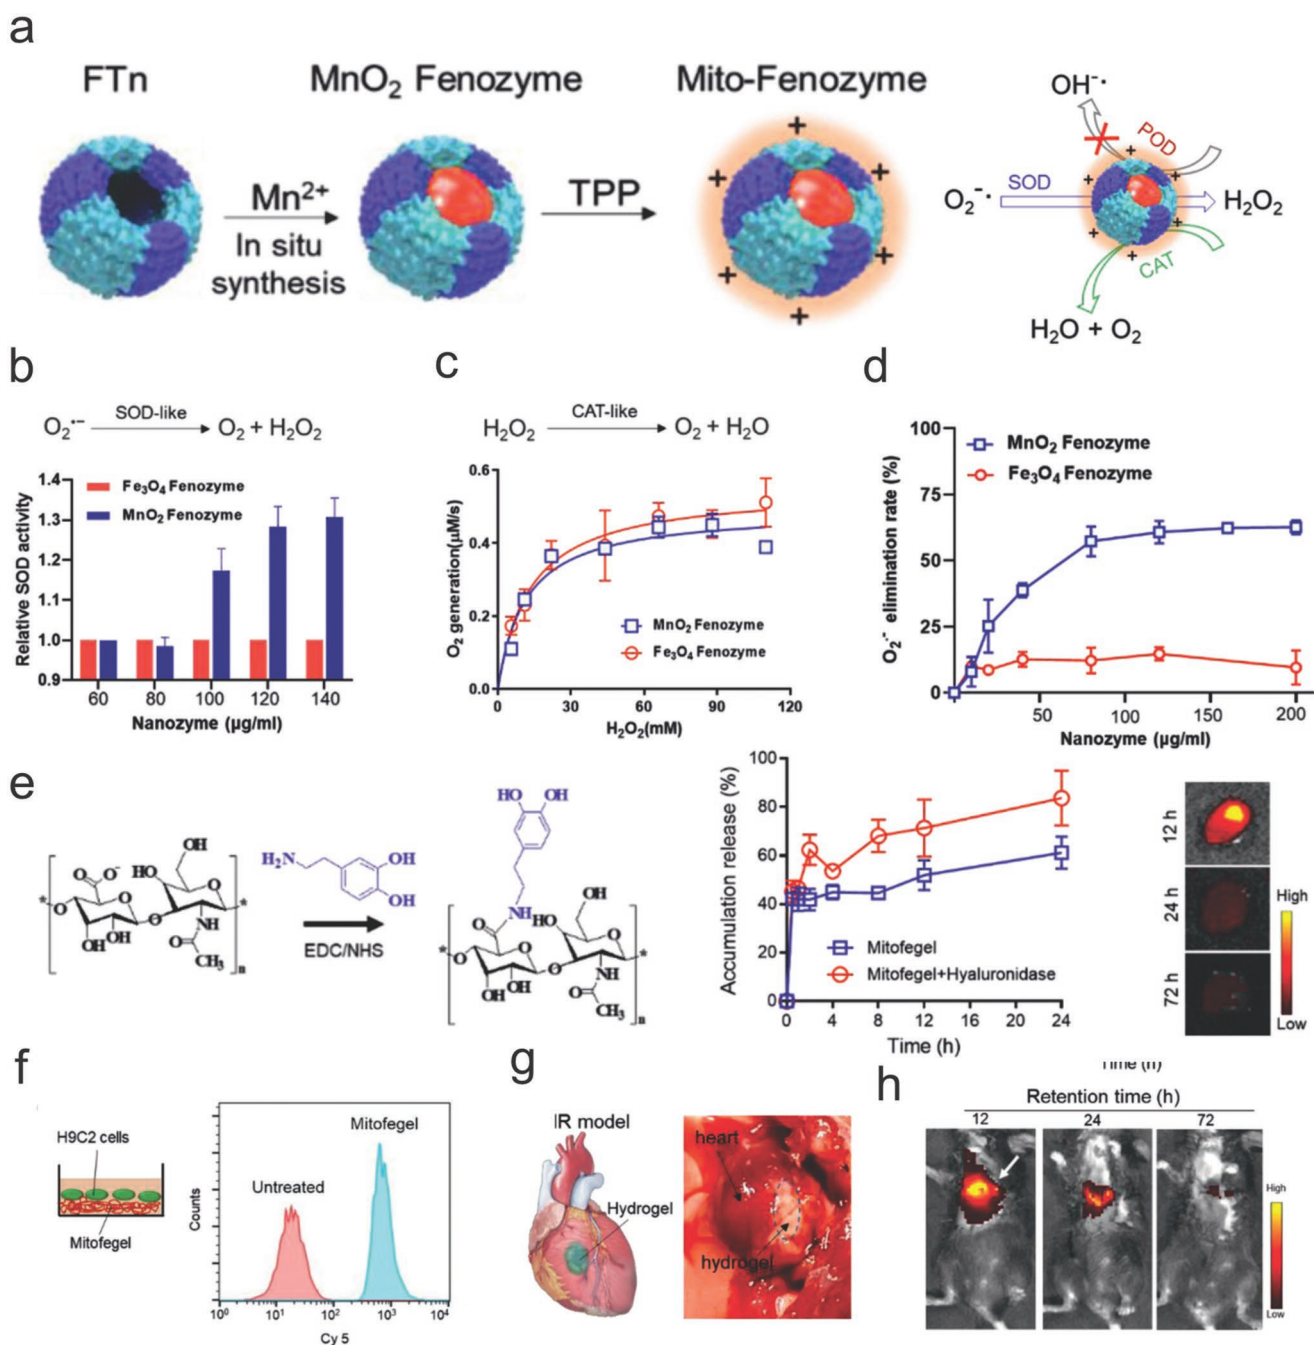 a
FTn
MnO₂ Fenozyme
Mito-Fenozyme
Mn²⁺
In situ
synthesis
TPP
+ + + + + + +
OH⁻·
POD
O₂⁻·
SOD
H₂O₂
CAT
H₂O + O₂
+ + + + + +
b
O₂·⁻
SOD-like
O₂ + H₂O₂
Relative SOD activity
1.4
1.3
1.2
1.1
1.0
0.9
Fe₃O₄ Fenozyme
MnO₂ Fenozyme
60 80 100 120 140
Nanozyme (µg/ml)
c
H₂O₂
CAT-like
O₂ + H₂O
O₂ generation(µM/s)
0.6
0.4
0.2
0.0
MnO₂ Fenozyme
Fe₃O₄ Fenozyme
0 30 60 90 120
H₂O₂(mM)
d
O₂·⁻ elimination rate (%)
100
75
50
25
0
MnO₂ Fenozyme
Fe₃O₄ Fenozyme
50 100 150 200
Nanozyme (µg/ml)
e
OH
O⁻
O
HO
O
*
O
OH
OH
O
NH
O
CH₃
*
n
H₂N
OH
OH
EDC/NHS
HO
OH
O
NH
HO
OH
O
*
O
O
OH
OH
O
NH
O
CH₃
*
n
Accumulation release (%)
100
80
60
40
20
0
Mitofegel
Mitofegel+Hyaluronidase
0 4 8 12 16 20 24
Time (h)
12 h
24 h
72 h
High
Low
f
H9C2 cells
Mitofegel
Counts
Untreated
Mitofegel
10⁰ 10¹ 10² 10³ 10⁴
Cy 5
g
IR model
Hydrogel
heart
hydrogel
h
Time (h)
Retention time (h)
12 24 72
High
Low